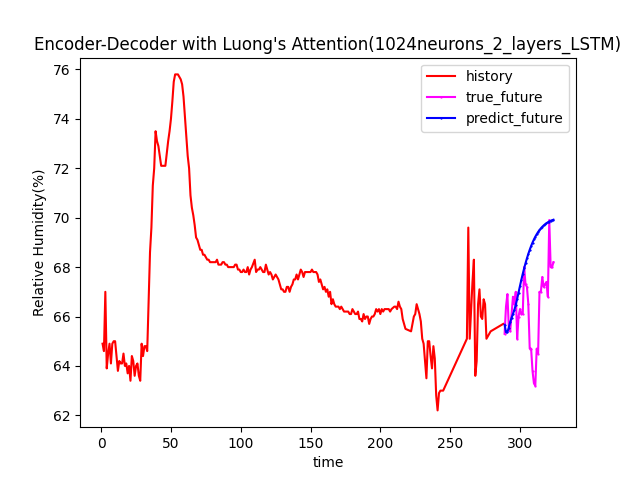 Encoder-Decoder with Luong's Attention(1024neurons_2_layers_LSTM)
history
true_future
predict_future
Relative Humidity(%)
76
74
72
70
68
66
64
62
0 50 100 150 200 250 300
time